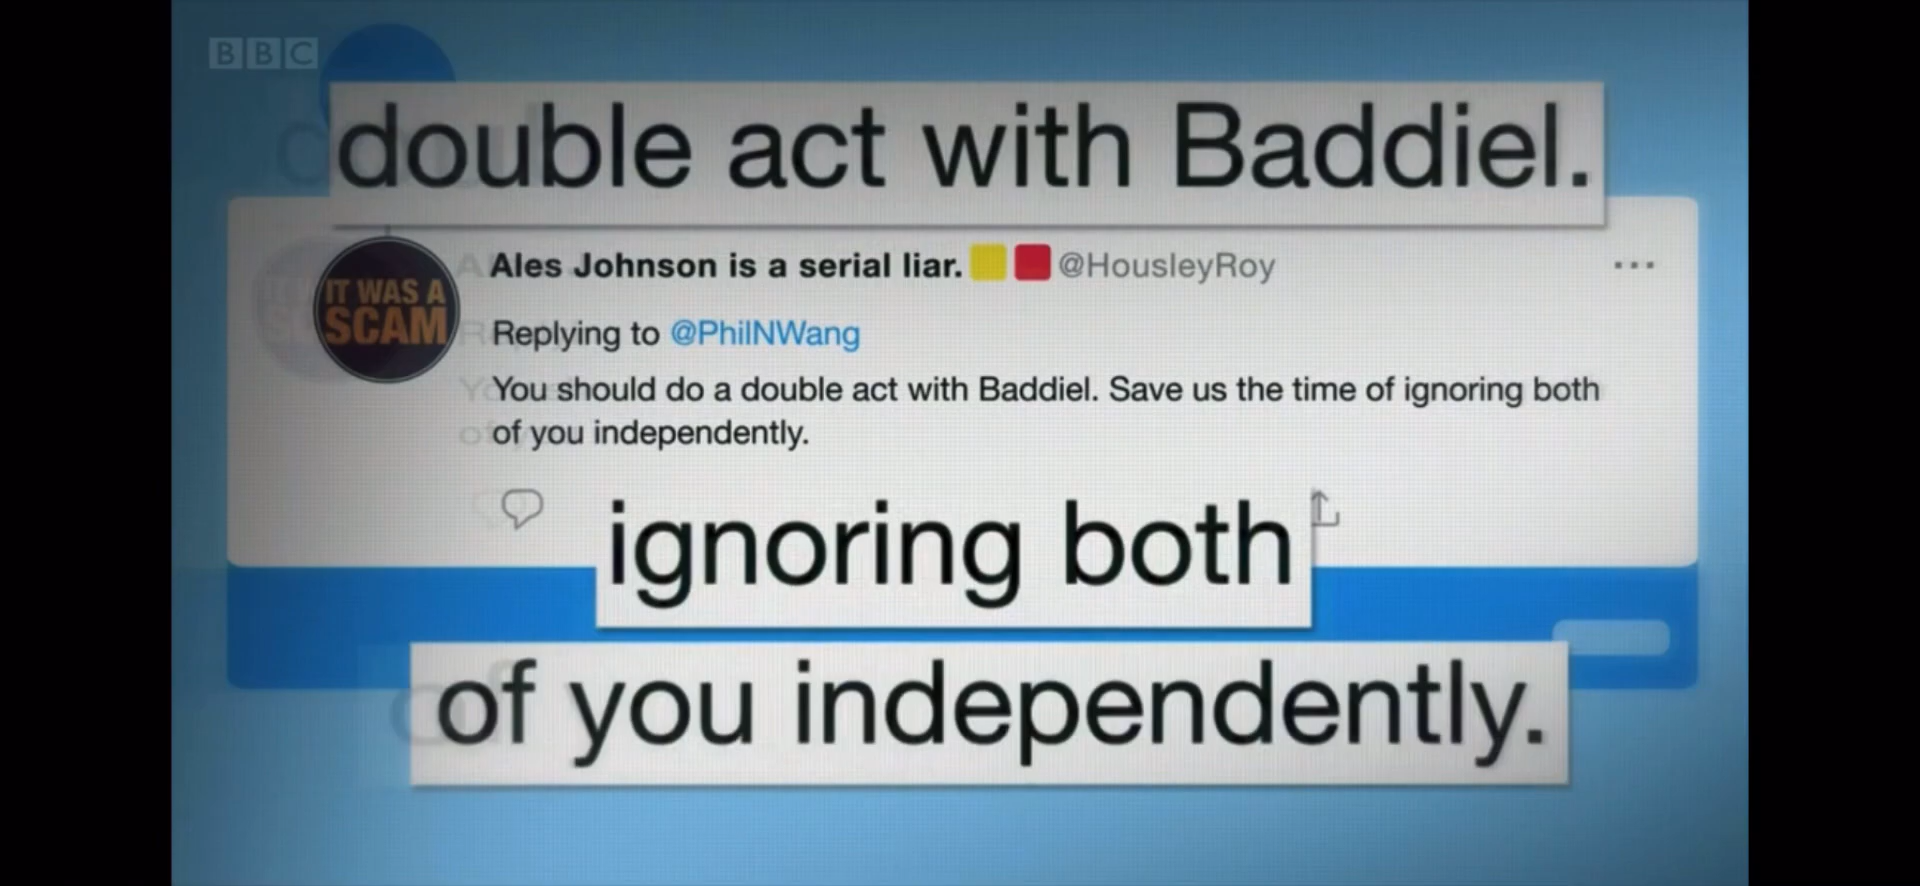 BBC
double act with Baddiel.
IT WAS A
SCAM
Ales Johnson is a serial liar. @HousleyRoy
Replying to @PhilNWang
You should do a double act with Baddiel. Save us the time of ignoring both
of you independently.
ignoring both
of you independently.